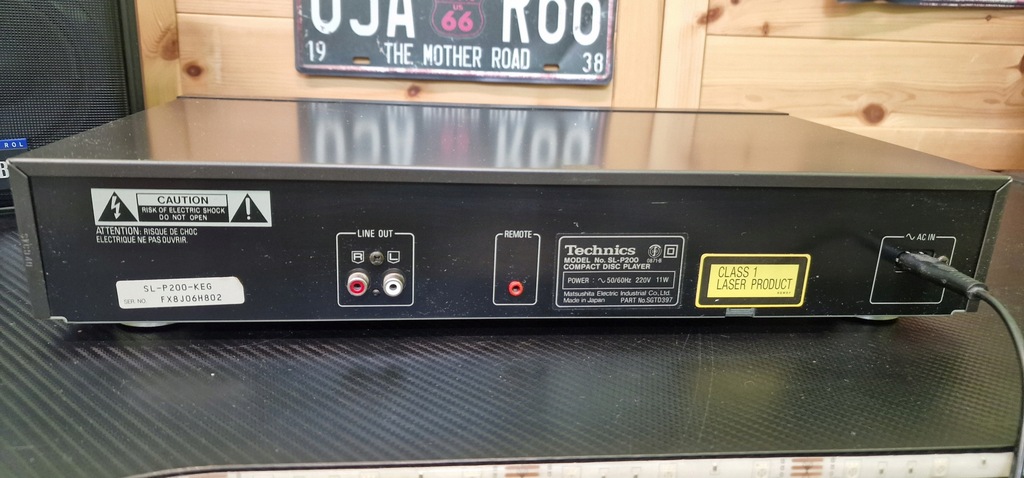 US
66
19
THE MOTHER ROAD
38
CAUTION
RISK OF ELECTRIC SHOCK
DO NOT OPEN
ATTENTION: RISQUE DE CHOC
ELECTRIQUE NE PAS OUVRIR.
SL-P200-KEG
SER. NO. FX8J06H802
LINE OUT
R L
REMOTE
Technics
MODEL No. SL-P200
COMPACT DISC PLAYER
POWER : ∿ 50/60Hz 220V 11W
Matsushita Electric Industrial Co., Ltd.
Made in Japan PART No. SGTD397
CLASS 1
LASER PRODUCT
∿ AC IN